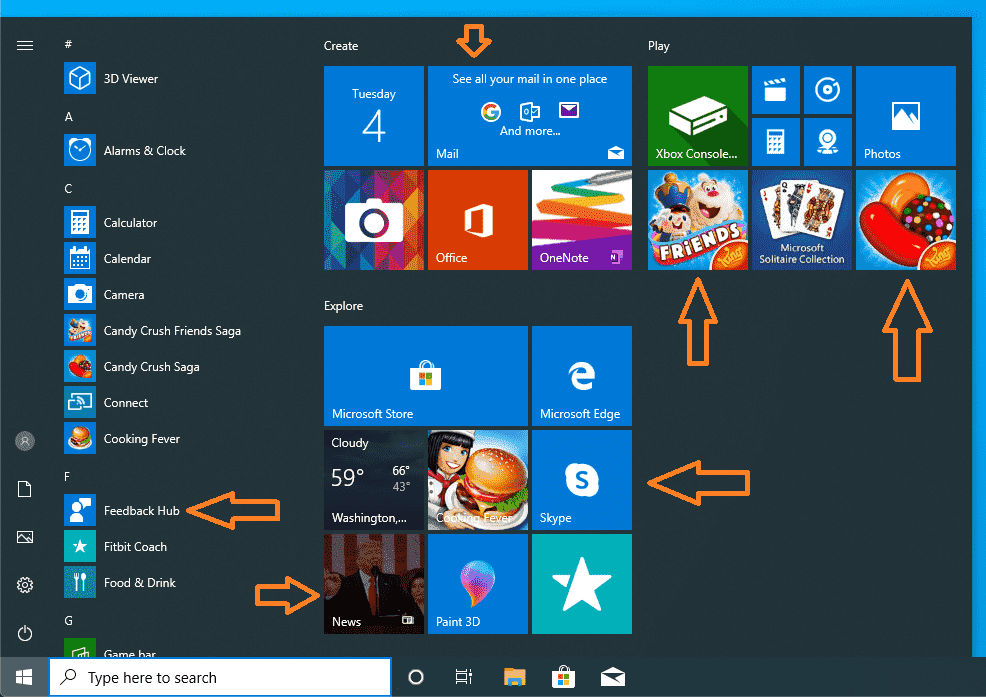 #
3D Viewer
A
Alarms & Clock
C
Calculator
Calendar
Camera
Candy Crush Friends Saga
Candy Crush Saga
Connect
Cooking Fever
F
Feedback Hub
Fitbit Coach
Food & Drink
G
Game bar
Create
Tuesday
4
See all your mail in one place
And more...
Mail
Office
OneNote
N
Play
Xbox Console...
Photos
FRIENDS
King
Microsoft
Solitaire Collection
King
Explore
Microsoft Store
Microsoft Edge
Cloudy
59°
66°
43°
Washington,...
Cooking Fever
S
Skype
News
Paint 3D
Type here to search